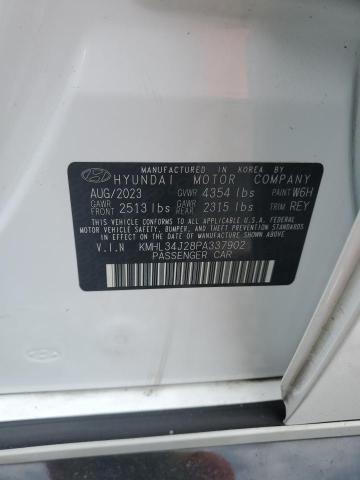 MANUFACTURED IN KOREA BY
HYUNDAI MOTOR COMPANY
AUG/2023 GVWR 4354 lbs PAINT W6H
GAWR FRONT 2513 lbs GAWR REAR 2315 lbs TRIM REY
THIS VEHICLE CONFORMS TO ALL APPLICABLE U.S.A. FEDERAL
MOTOR VEHICLE SAFETY, BUMPER, AND THEFT PREVENTION
STANDARDS IN EFFECT ON THE DATE OF MANUFACTURE SHOWN ABOVE.
V.I.N KMHL34J28PA337902
PASSENGER CAR